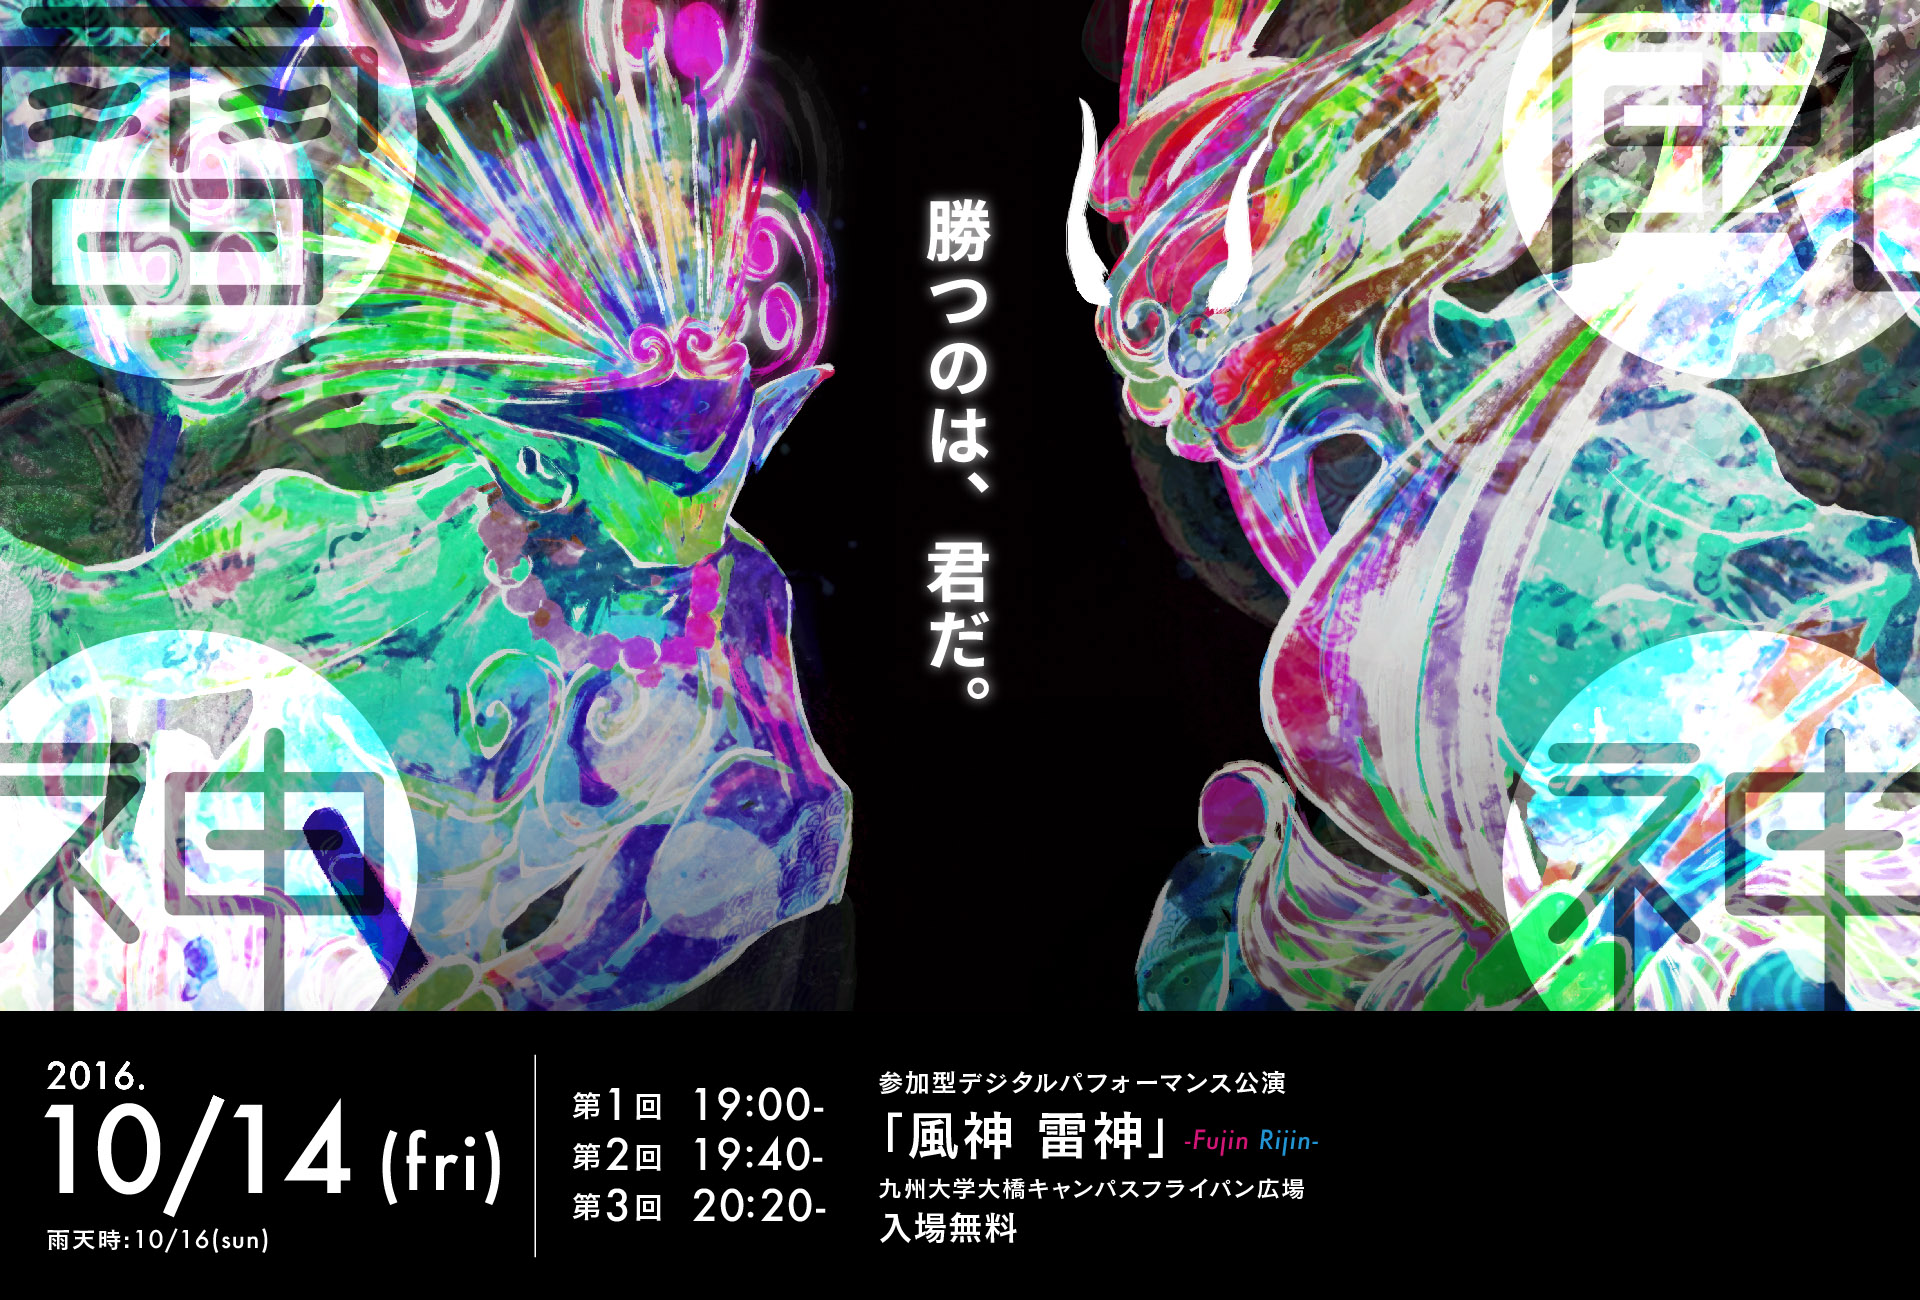 雷神
風神
勝つのは、君だ。
2016.
10/14 (fri)
雨天時:10/16(sun)
第1回 19:00-
第2回 19:40-
第3回 20:20-
参加型デジタルパフォーマンス公演
「風神 雷神」-Fujin Rijin-
九州大学大橋キャンパスフライパン広場
入場無料